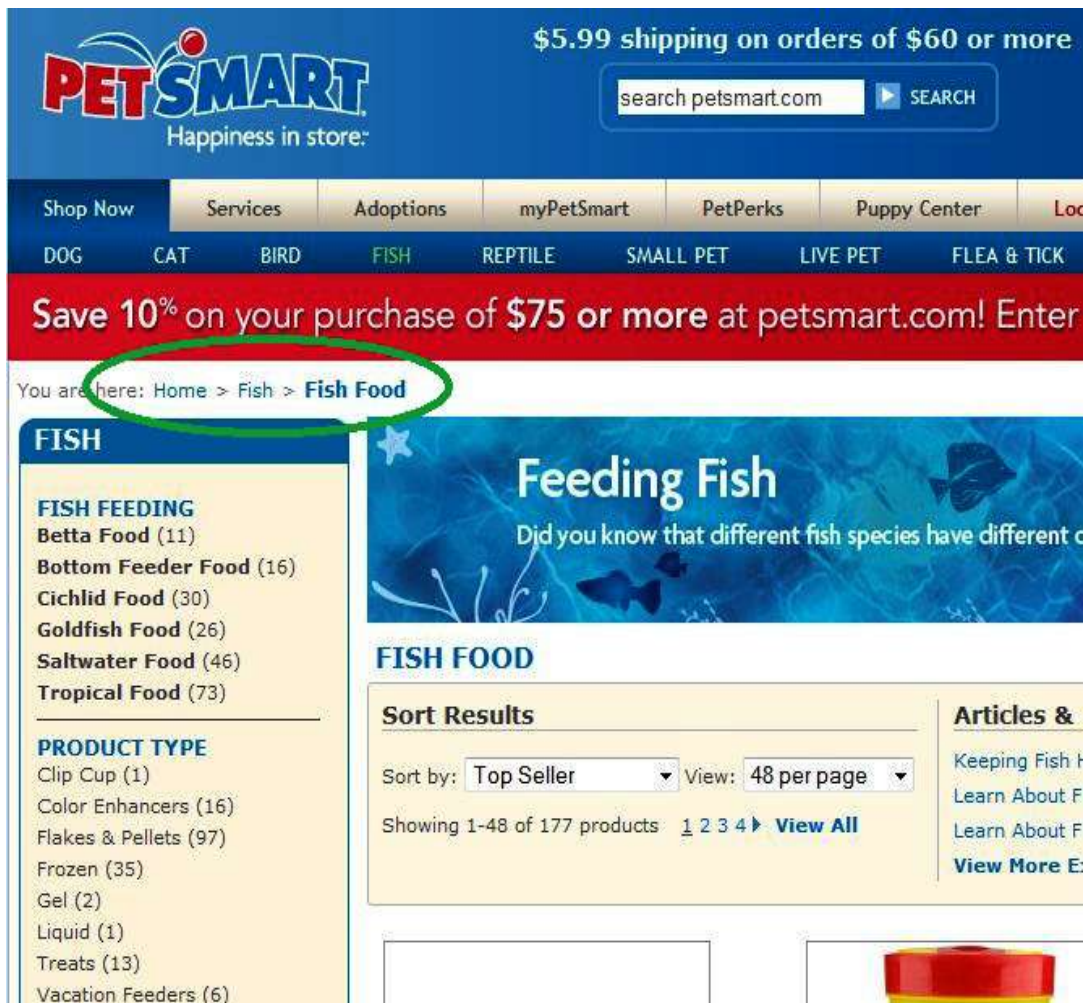 $5.99 shipping on orders of $60 or more
PETSMART
Happiness in store.
search petsmart.com SEARCH
Shop Now Services Adoptions myPetSmart PetPerks Puppy Center
DOG CAT BIRD FISH REPTILE SMALL PET LIVE PET FLEA & TICK
Save 10% on your purchase of $75 or more at petsmart.com! Enter
You are here: Home > Fish > Fish Food
FISH
FISH FEEDING
Betta Food (11)
Bottom Feeder Food (16)
Cichlid Food (30)
Goldfish Food (26)
Saltwater Food (46)
Tropical Food (73)
PRODUCT TYPE
Clip Cup (1)
Color Enhancers (16)
Flakes & Pellets (97)
Frozen (35)
Gel (2)
Liquid (1)
Treats (13)
Vacation Feeders (6)
Feeding Fish
Did you know that different fish species have different
FISH FOOD
Sort Results
Sort by: Top Seller View: 48 per page
Showing 1-48 of 177 products 1 2 3 4 View All
Articles &
Keeping Fish
Learn About
Learn About
View More